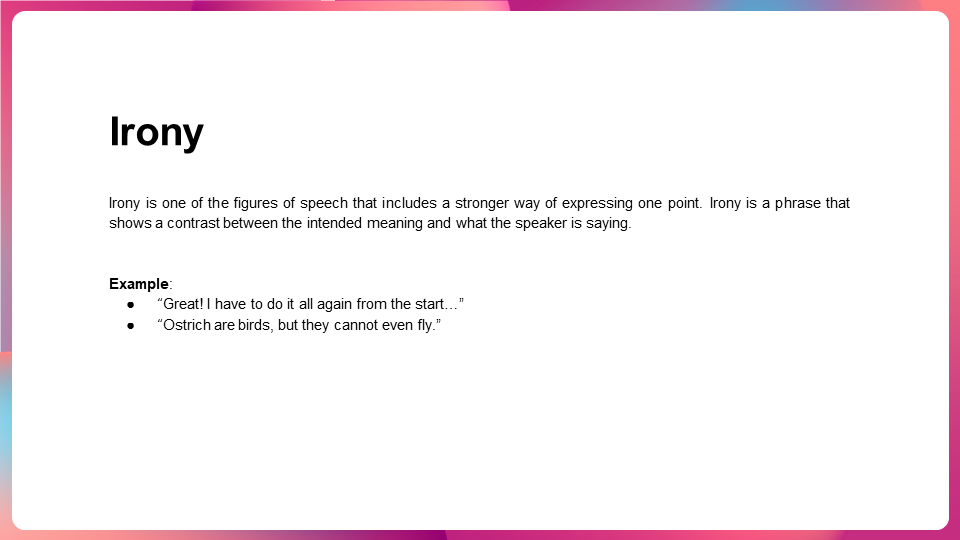 Irony
Irony is one of the figures of speech that includes a stronger way of expressing one point. Irony is a phrase that
shows a contrast between the intended meaning and what the speaker is saying.
Example:
● “Great! I have to do it all again from the start…”
● “Ostrich are birds, but they cannot even fly.”